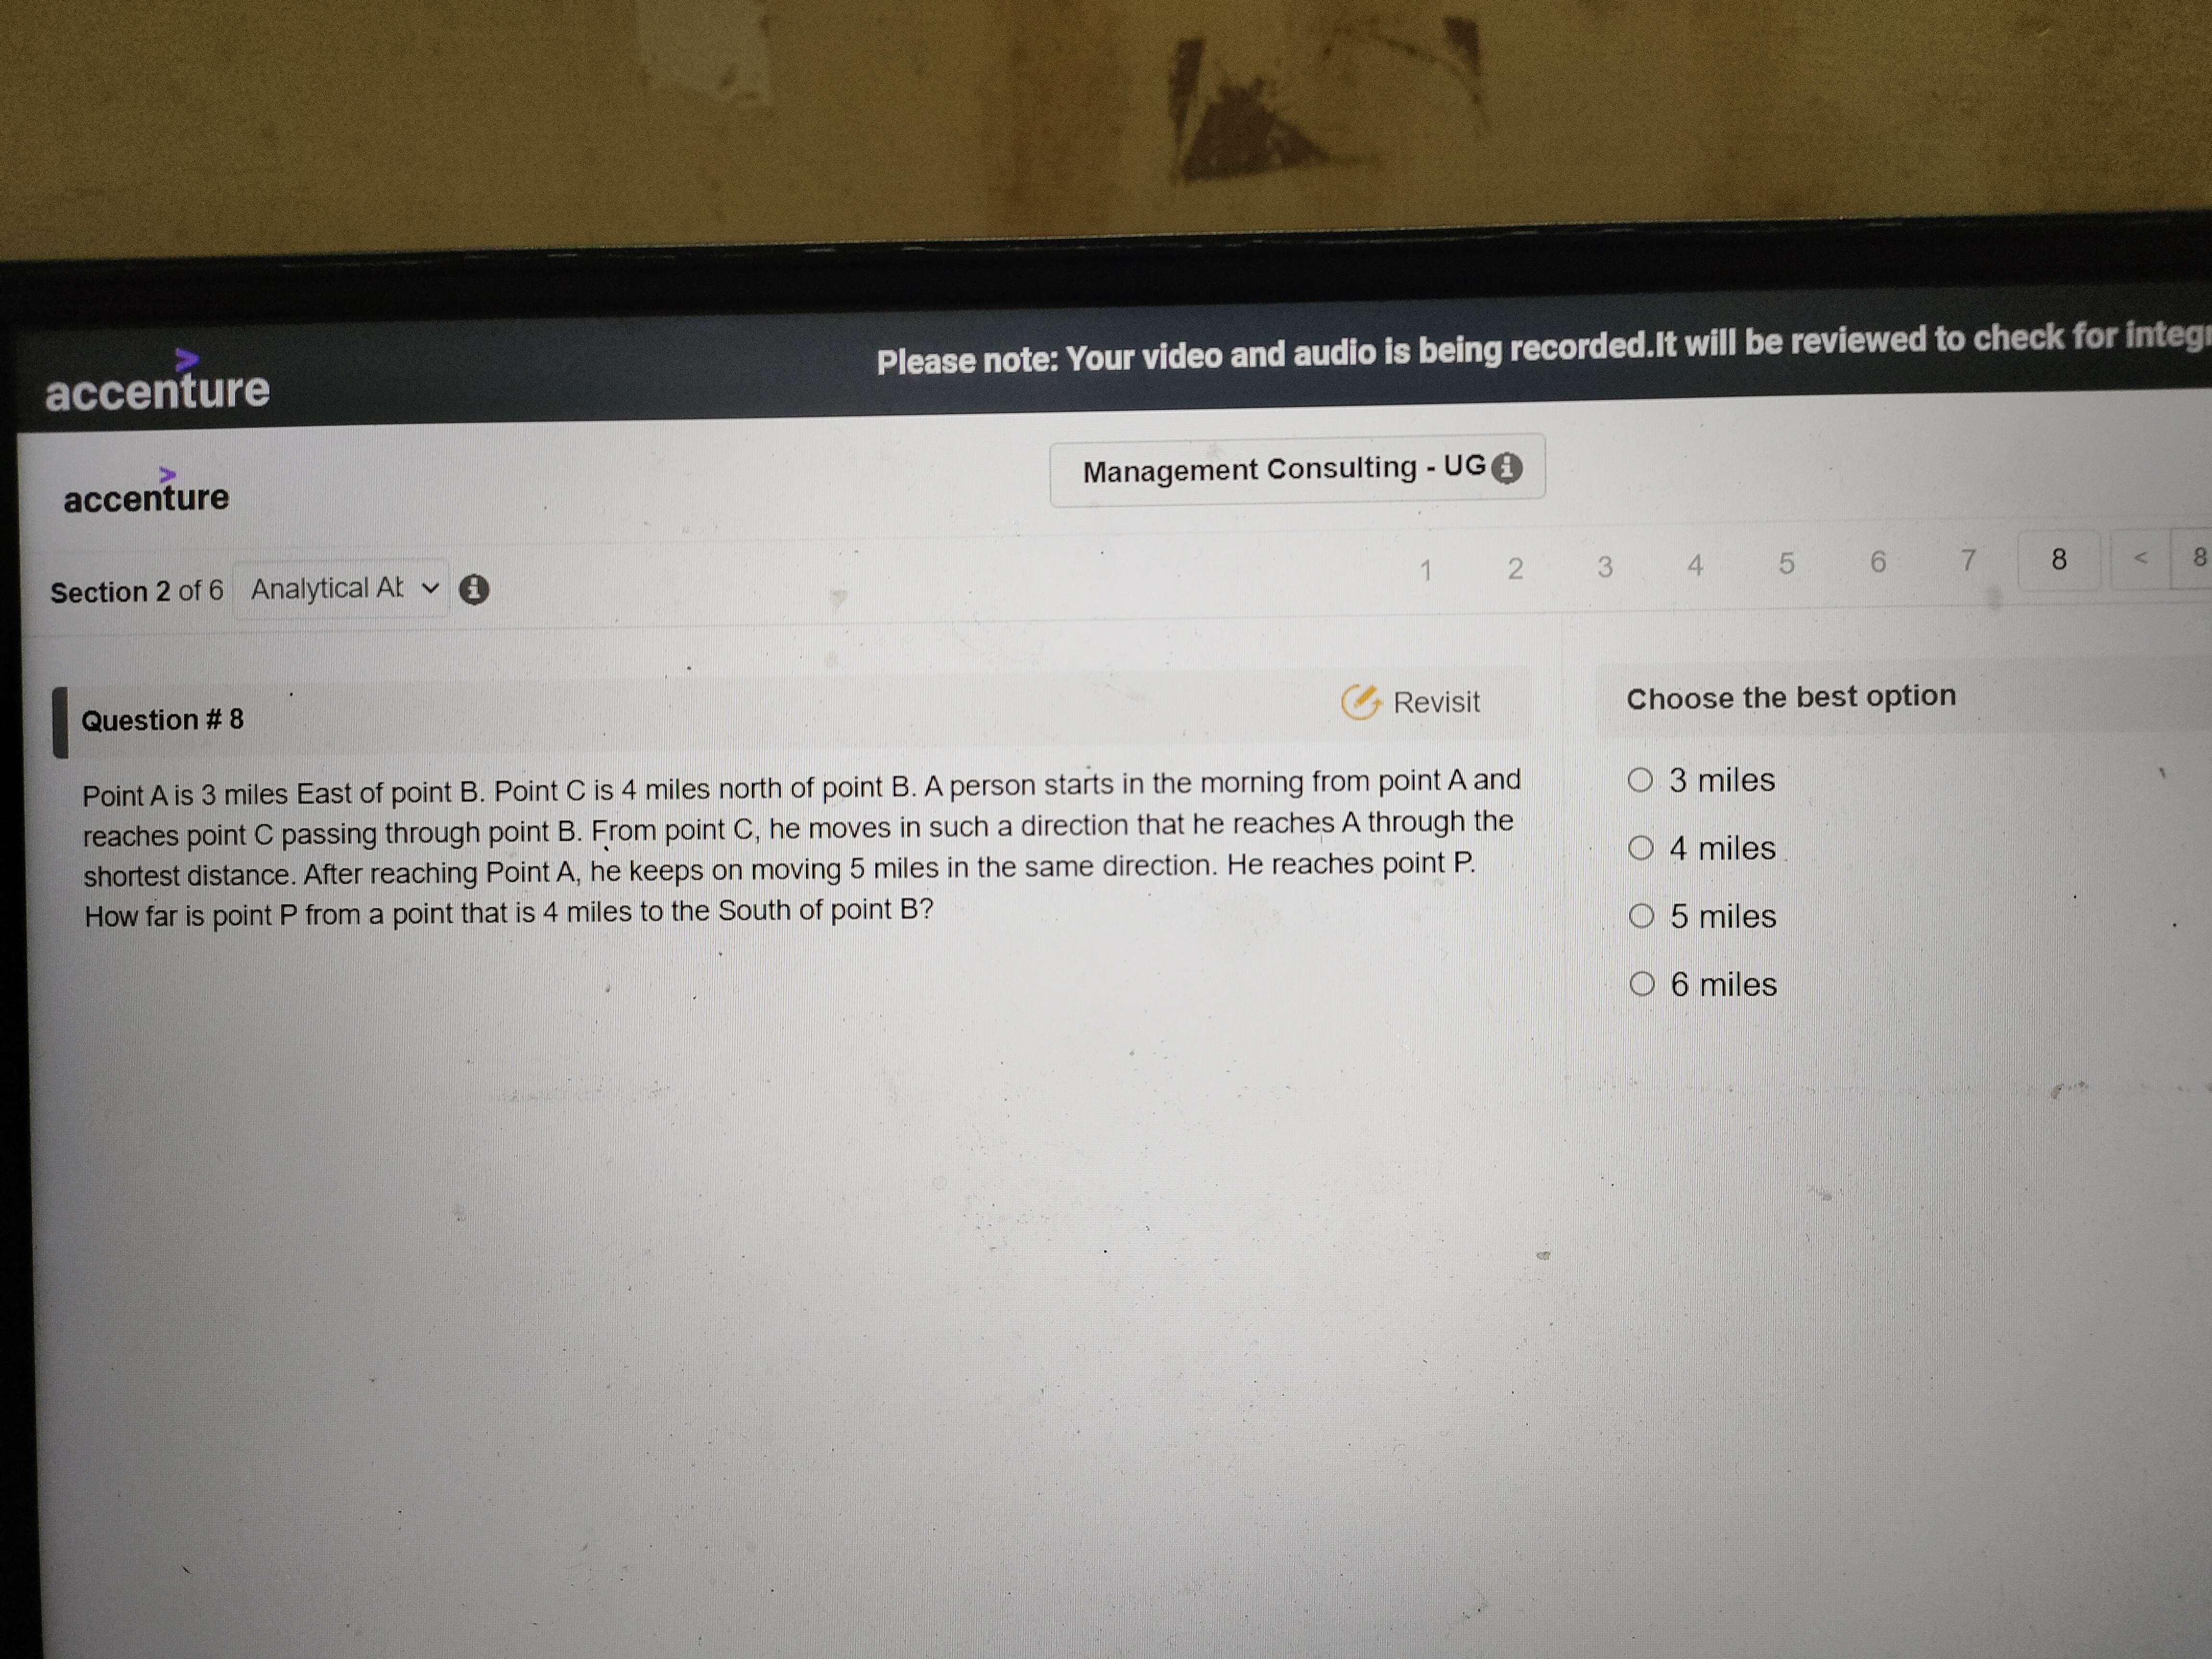 accenture
Please note: Your video and audio is being recorded.It will be reviewed to check for
accenture
Management Consulting - UG
Section 2 of 6
1 2 3 4 5 6 7 8 < 8
Question # 8
Revisit
Choose the best option
Point A is 3 miles East of point B. Point C is 4 miles north of point B. A person starts in the morning from point A and
reaches point C passing through point B. From point C, he moves in such a direction that he reaches A through the
shortest distance. After reaching Point A, he keeps on moving 5 miles in the same direction. He reaches point P.
How far is point P from a point that is 4 miles to the South of point B?
3 miles
4 miles
5 miles
6 miles